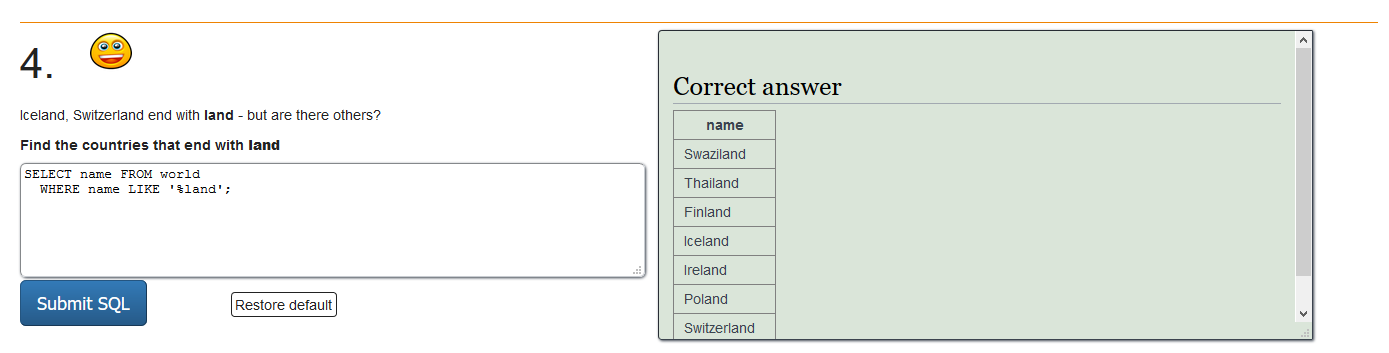 4.
Iceland, Switzerland end with land - but are there others?
Find the countries that end with land
SELECT name FROM world
  WHERE name LIKE '%land';
Submit SQL
Restore default
Correct answer
name
Swaziland
Thailand
Finland
Iceland
Ireland
Poland
Switzerland